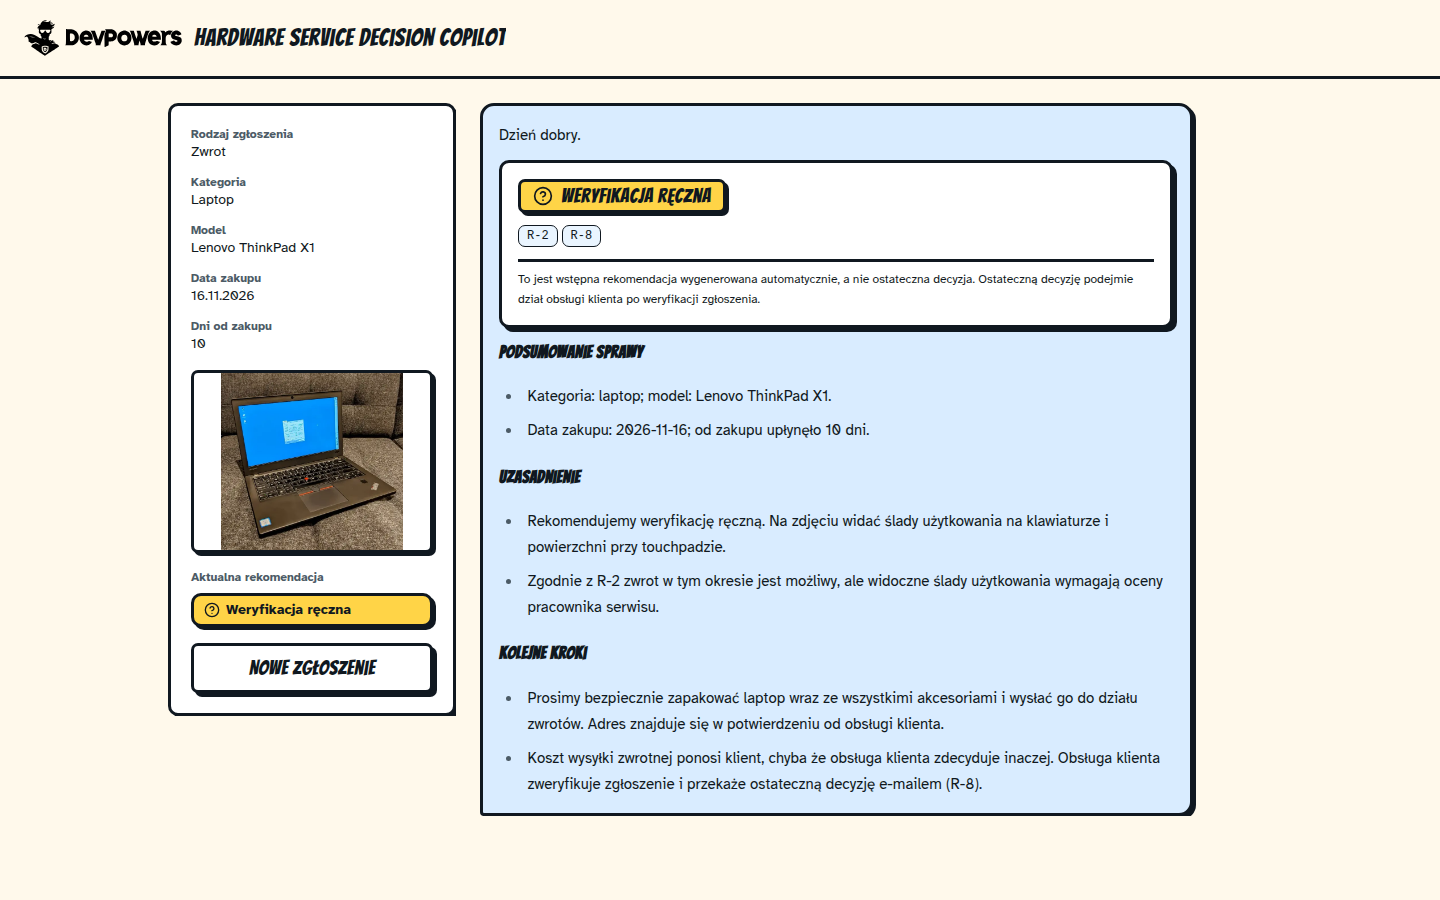 DevPowers HARDWARE SERVICE DECISION COPILOT
Rodzaj zgłoszenia
Zwrot
Kategoria
Laptop
Model
Lenovo ThinkPad X1
Data zakupu
16.11.2026
Dni od zakupu
10
Aktualna rekomendacja
Weryfikacja ręczna
NOWE ZGŁOSZENIE
Dzień dobry.
WERYFIKACJA RĘCZNA
R-2 R-8
To jest wstępna rekomendacja wygenerowana automatycznie, a nie ostateczna decyzja. Ostateczną decyzję podejmie
dział obsługi klienta po weryfikacji zgłoszenia.
PODSUMOWANIE SPRAWY
Kategoria: laptop; model: Lenovo ThinkPad X1.
Data zakupu: 2026-11-16; od zakupu upłynęło 10 dni.
UZASADNIENIE
Rekomendujemy weryfikację ręczną. Na zdjęciu widać ślady użytkowania na klawiaturze i
powierzchni przy touchpadzie.
Zgodnie z R-2 zwrot w tym okresie jest możliwy, ale widoczne ślady użytkowania wymagają oceny
pracownika serwisu.
KOLEJNE KROKI
Prosimy bezpiecznie zapakować laptop wraz ze wszystkimi akcesoriami i wysłać go do działu
zwrotów. Adres znajduje się w potwierdzeniu od obsługi klienta.
Koszt wysyłki zwrotnej ponosi klient, chyba że obsługa klienta zdecyduje inaczej. Obsługa klienta
zweryfikuje zgłoszenie i przekaże ostateczną decyzję e-mailem (R-8).